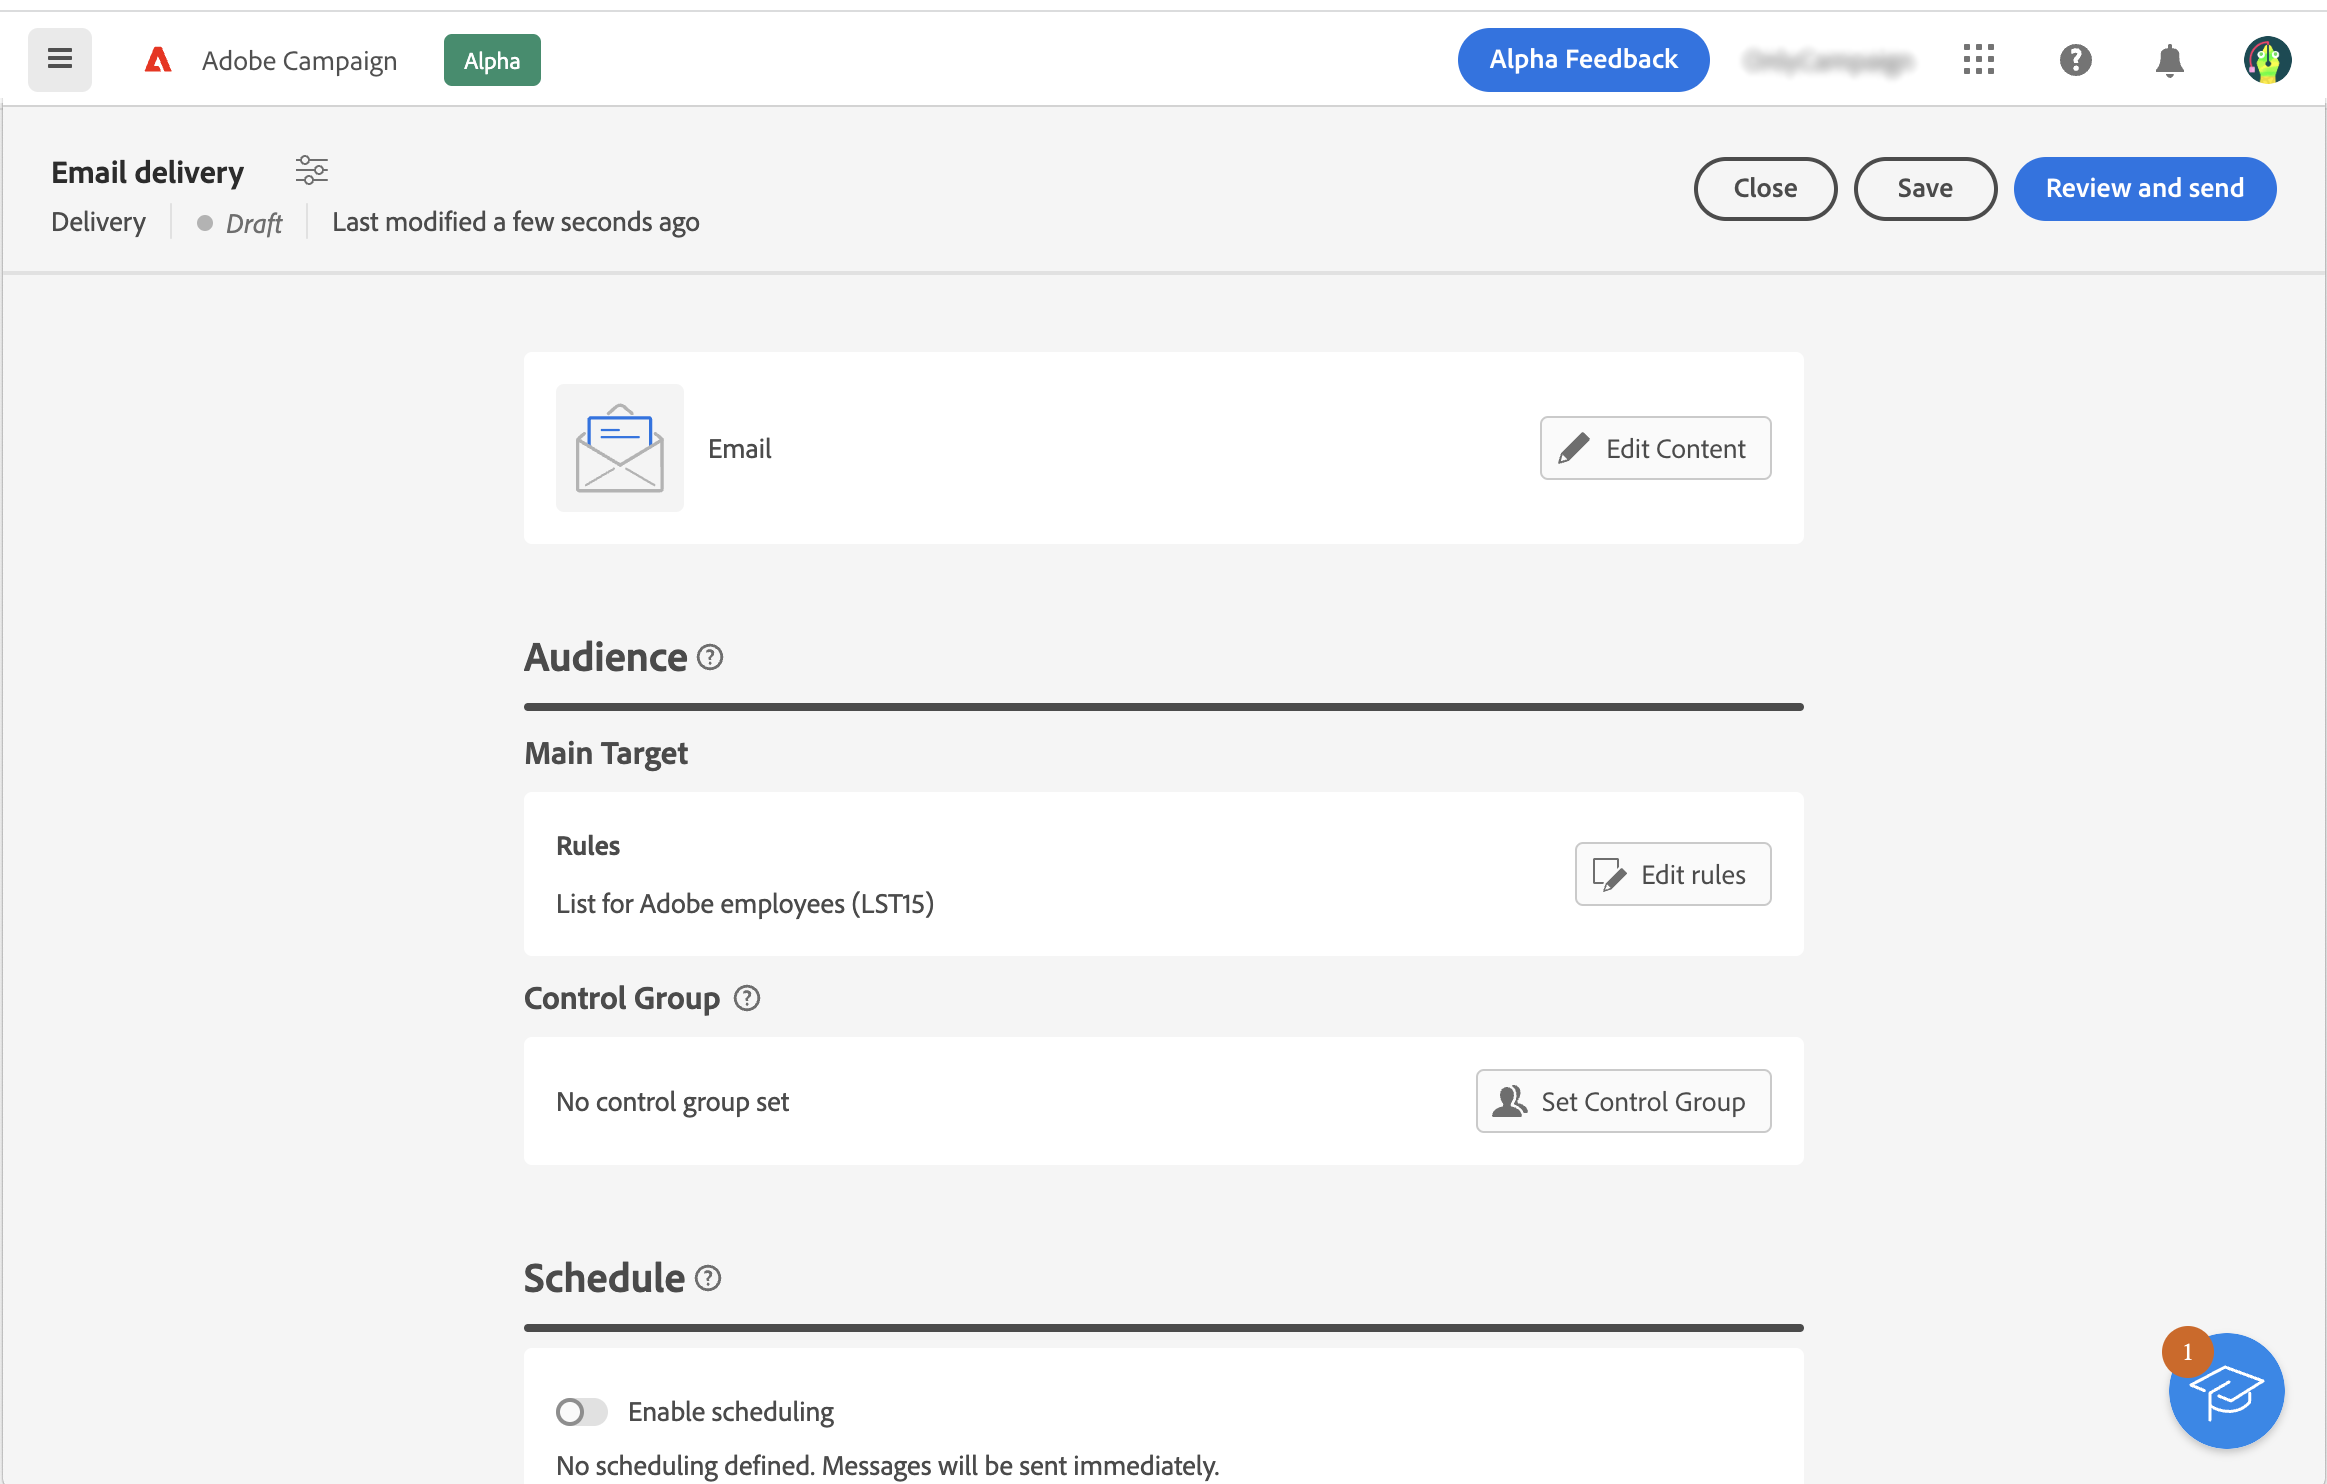 Adobe Campaign
Alpha
Alpha Feedback
Email delivery
Delivery
Draft
Last modified a few seconds ago
Close
Save
Review and send
Email
Edit Content
Audience
Main Target
Rules
List for Adobe employees (LST15)
Edit rules
Control Group
No control group set
Set Control Group
Schedule
1
Enable scheduling
No scheduling defined. Messages will be sent immediately.